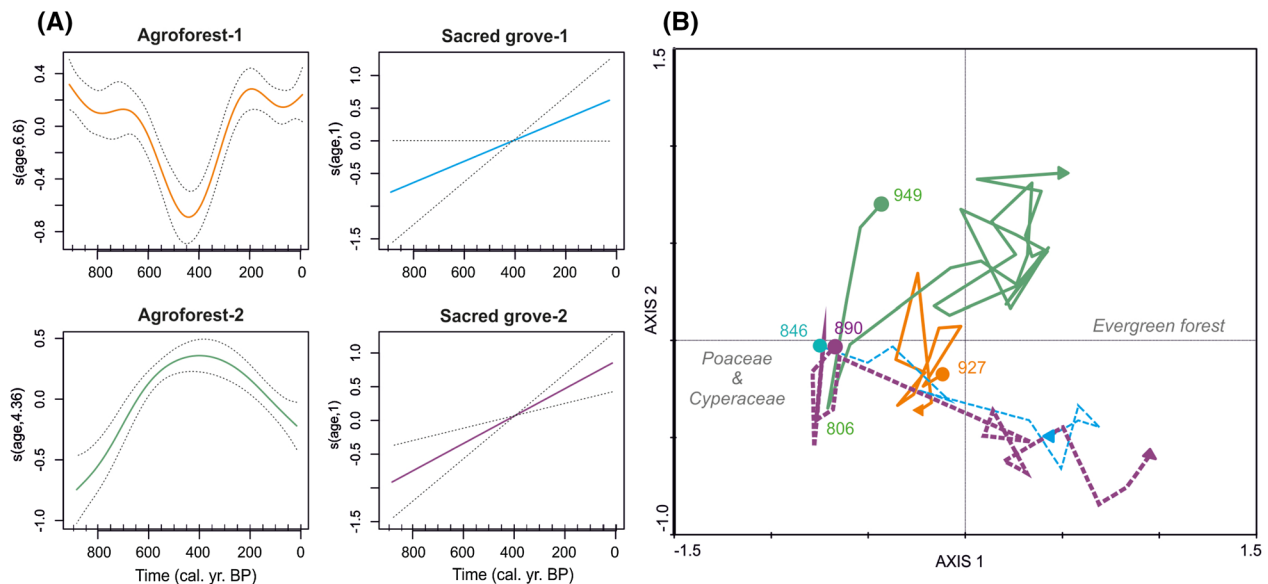 (A)
Agroforest-1
s(age,6.6)
0.4
0.0
-0.4
-0.8
800 600 400 200 0
Sacred grove-1
s(age,1)
1.0
0.5
0.0
-0.5
-1.5
800 600 400 200 0
Agroforest-2
s(age,4.36)
0.5
0.0
-0.5
-1.0
800 600 400 200 0
Time (cal. yr. BP)
Sacred grove-2
s(age,1)
1.0
0.5
0.0
-0.5
-1.5
800 600 400 200 0
Time (cal. yr. BP)
(B)
1.5
AXIS 2
-1.0
949
846
890
927
806
Evergreen forest
Poaceae
&
Cyperaceae
-1.5
AXIS 1
1.5